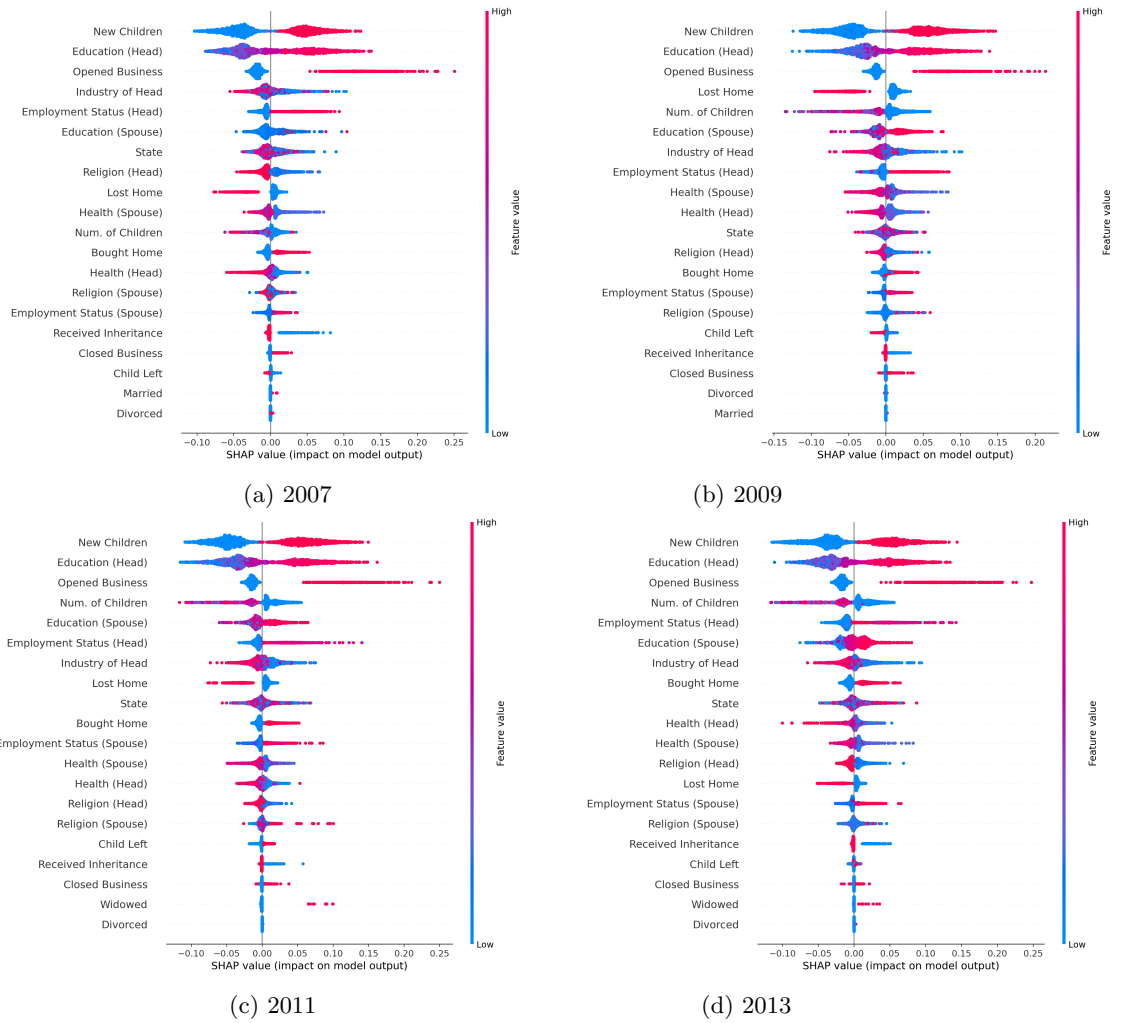 High
New Children
Education (Head)
Opened Business
Industry of Head
Employment Status (Head)
Education (Spouse)
State
Religion (Head)
Lost Home
Health (Spouse)
Num. of Children
Bought Home
Health (Head)
Religion (Spouse)
Employment Status (Spouse)
Received Inheritance
Closed Business
Child Left
Married
Divorced
Feature value
Low
−0.10 −0.05 0.00 0.05 0.10 0.15 0.20 0.25
SHAP value (impact on model output)
(a) 2007
High
New Children
Education (Head)
Opened Business
Lost Home
Num. of Children
Education (Spouse)
Industry of Head
Employment Status (Head)
Health (Spouse)
Health (Head)
State
Religion (Head)
Bought Home
Employment Status (Spouse)
Religion (Spouse)
Child Left
Received Inheritance
Closed Business
Divorced
Married
Feature value
Low
−0.15 −0.10 −0.05 0.00 0.05 0.10 0.15 0.20
SHAP value (impact on model output)
(b) 2009
High
New Children
Education (Head)
Opened Business
Num. of Children
Education (Spouse)
Employment Status (Head)
Industry of Head
Lost Home
State
Bought Home
Employment Status (Spouse)
Health (Spouse)
Health (Head)
Religion (Head)
Religion (Spouse)
Child Left
Received Inheritance
Closed Business
Widowed
Divorced
Feature value
Low
−0.10 −0.05 0.00 0.05 0.10 0.15 0.20 0.25
SHAP value (impact on model output)
(c) 2011
High
New Children
Education (Head)
Opened Business
Num. of Children
Employment Status (Head)
Education (Spouse)
Industry of Head
Bought Home
State
Health (Head)
Health (Spouse)
Religion (Head)
Lost Home
Employment Status (Spouse)
Religion (Spouse)
Received Inheritance
Child Left
Closed Business
Widowed
Divorced
Feature value
Low
−0.10 −0.05 0.00 0.05 0.10 0.15 0.20 0.25
SHAP value (impact on model output)
(d) 2013